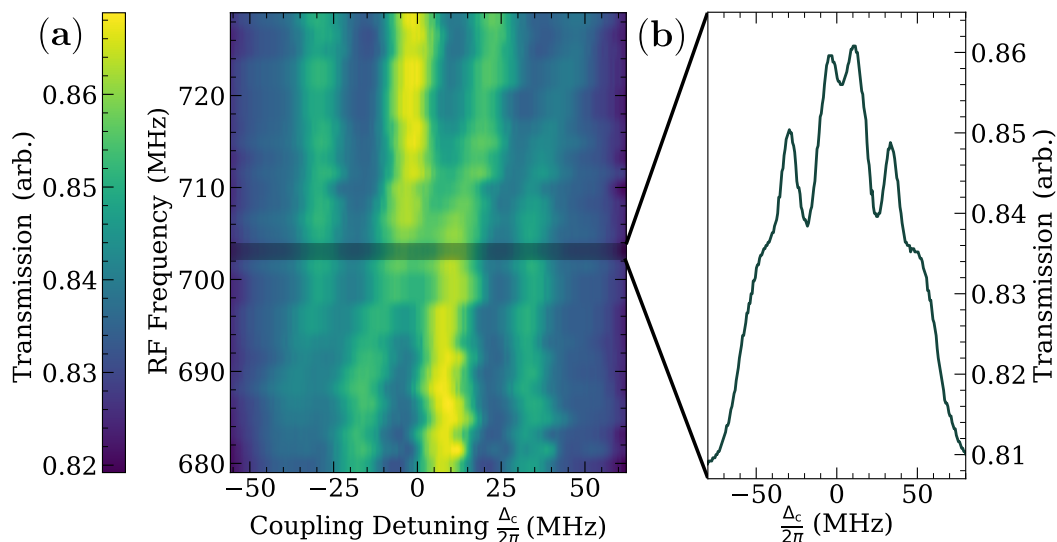 (a)
(b)
Transmission (arb.)
0.86
0.85
0.84
0.83
0.82
RF Frequency (MHz)
720
710
700
690
680
−50 −25 0 25 50
Coupling Detuning Δc/2π (MHz)
0.86
0.85
0.84
0.83
0.82
0.81
Transmission (arb.)
−50 0 50
Δc/2π (MHz)